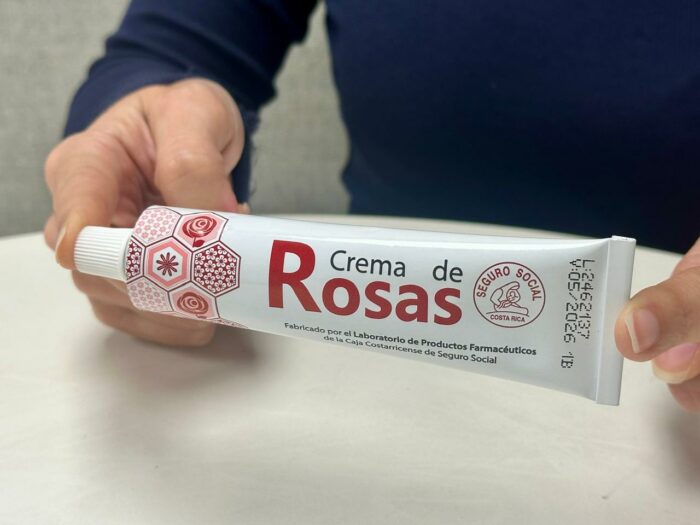 Crema de
Rosas
Fabricado por el Laboratorio de Productos Farmacéuticos
de la Caja Costarricense de Seguro Social
SEGURO SOCIAL
COSTA RICA
L:2462137
V:05/2026 1B